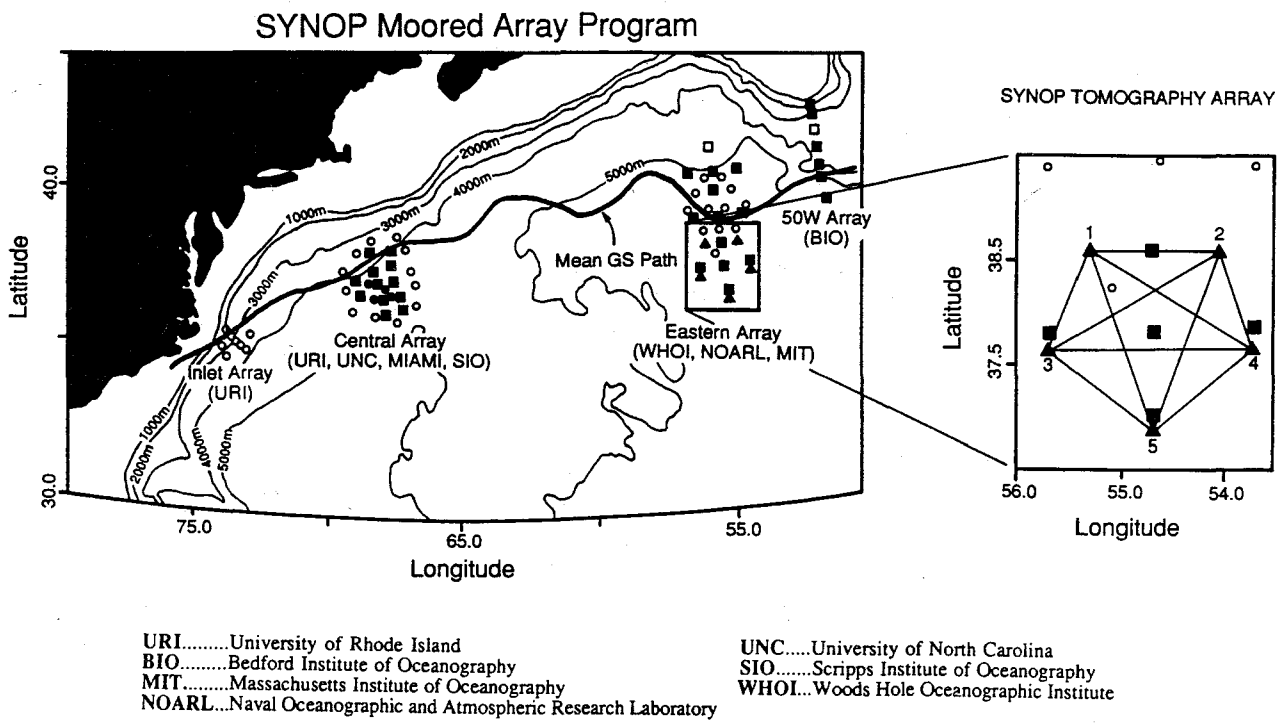 SYNOP Moored Array Program
SYNOP TOMOGRAPHY ARRAY
2000m
4000m
5000m
1000m
3000m
3000m
40.0
Latitude
30.0
Mean GS Path
50W Array
(BIO)
Central Array
(URI, UNC, MIAMI, SIO)
Eastern Array
(WHOI, NOARL, MIT)
Inlet Array
(URI)
1000m
2000m
4000m
5000m
75.0
65.0
55.0
Longitude
1
2
3
4
5
38.5
37.5
Latitude
56.0
55.0
54.0
Longitude
URI.........University of Rhode Island
BIO.........Bedford Institute of Oceanography
MIT.........Massachusetts Institute of Oceanography
NOARL...Naval Oceanographic and Atmospheric Research Laboratory
UNC.....University of North Carolina
SIO.......Scripps Institute of Oceanography
WHOI...Woods Hole Oceanographic Institute